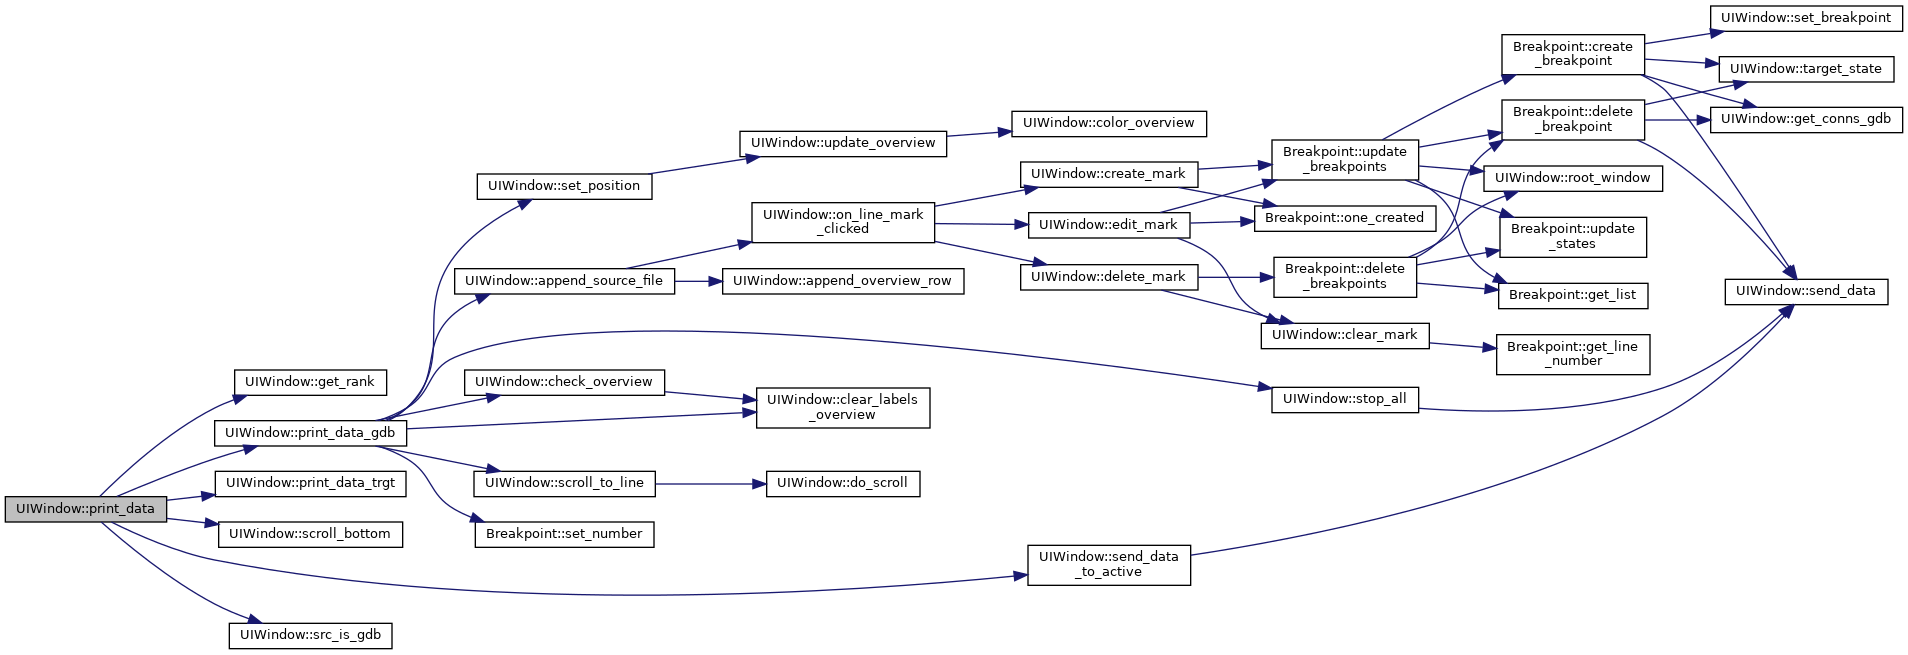 UIWindow::print_data
UIWindow::get_rank
UIWindow::print_data_gdb
UIWindow::print_data_trgt
UIWindow::scroll_bottom
UIWindow::src_is_gdb
UIWindow::set_position
UIWindow::append_source_file
UIWindow::check_overview
UIWindow::scroll_to_line
Breakpoint::set_number
UIWindow::update_overview
UIWindow::on_line_mark
_clicked
UIWindow::append_overview_row
UIWindow::clear_labels
_overview
UIWindow::do_scroll
UIWindow::color_overview
UIWindow::create_mark
UIWindow::edit_mark
UIWindow::delete_mark
UIWindow::send_data
_to_active
Breakpoint::update
_breakpoints
Breakpoint::one_created
Breakpoint::delete
_breakpoints
UIWindow::clear_mark
UIWindow::stop_all
Breakpoint::create
_breakpoint
Breakpoint::delete
_breakpoint
UIWindow::root_window
Breakpoint::update
_states
Breakpoint::get_list
Breakpoint::get_line
_number
UIWindow::set_breakpoint
UIWindow::target_state
UIWindow::get_conns_gdb
UIWindow::send_data